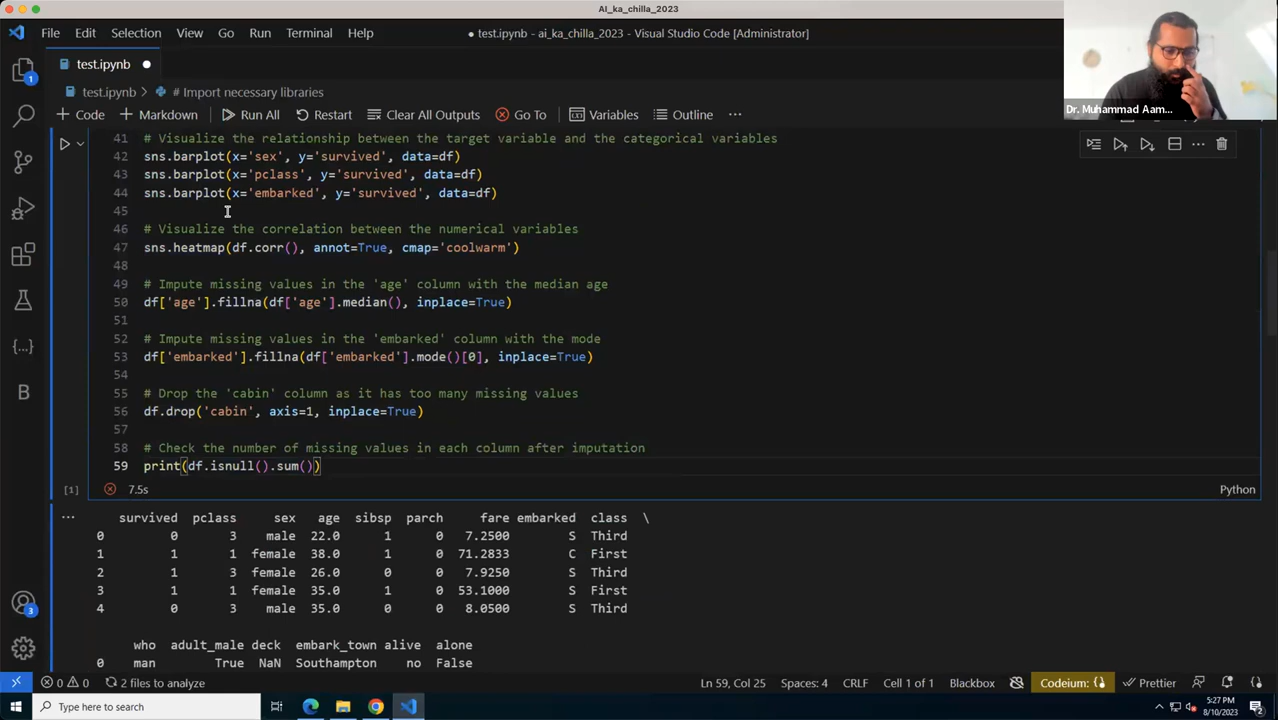 AI_ka_chilla_2023
File Edit Selection View Go Run Terminal Help
● test.ipynb - ai_ka_chilla_2023 - Visual Studio Code [Administrator]
Dr. Muhammad Aam...
test.ipynb ●
test.ipynb > # Import necessary libraries
+ Code + Markdown Run All Restart Clear All Outputs Go To Variables Outline ...
41 # Visualize the relationship between the target variable and the categorical variables
42 sns.barplot(x='sex', y='survived', data=df)
43 sns.barplot(x='pclass', y='survived', data=df)
44 sns.barplot(x='embarked', y='survived', data=df)
45
46 # Visualize the correlation between the numerical variables
47 sns.heatmap(df.corr(), annot=True, cmap='coolwarm')
48
49 # Impute missing values in the 'age' column with the median age
50 df['age'].fillna(df['age'].median(), inplace=True)
51
52 # Impute missing values in the 'embarked' column with the mode
53 df['embarked'].fillna(df['embarked'].mode()[0], inplace=True)
54
55 # Drop the 'cabin' column as it has too many missing values
56 df.drop('cabin', axis=1, inplace=True)
57
58 # Check the number of missing values in each column after imputation
59 print(df.isnull().sum())
[1] 7.5s Python
... survived pclass sex age sibsp parch fare embarked class \
0 0 3 male 22.0 1 0 7.2500 S Third
1 1 1 female 38.0 1 0 71.2833 C First
2 1 3 female 26.0 0 0 7.9250 S Third
3 1 1 female 35.0 1 0 53.1000 S First
4 0 3 male 35.0 0 0 8.0500 S Third
who adult_male deck embark_town alive alone
0 man True NaN Southampton no False
0 0 2 files to analyze Ln 59, Col 25 Spaces: 4 CRLF Cell 1 of 1 Blackbox Codeium: {} Prettier
Type here to search
5:27 PM
8/10/2023
1
3
B
2